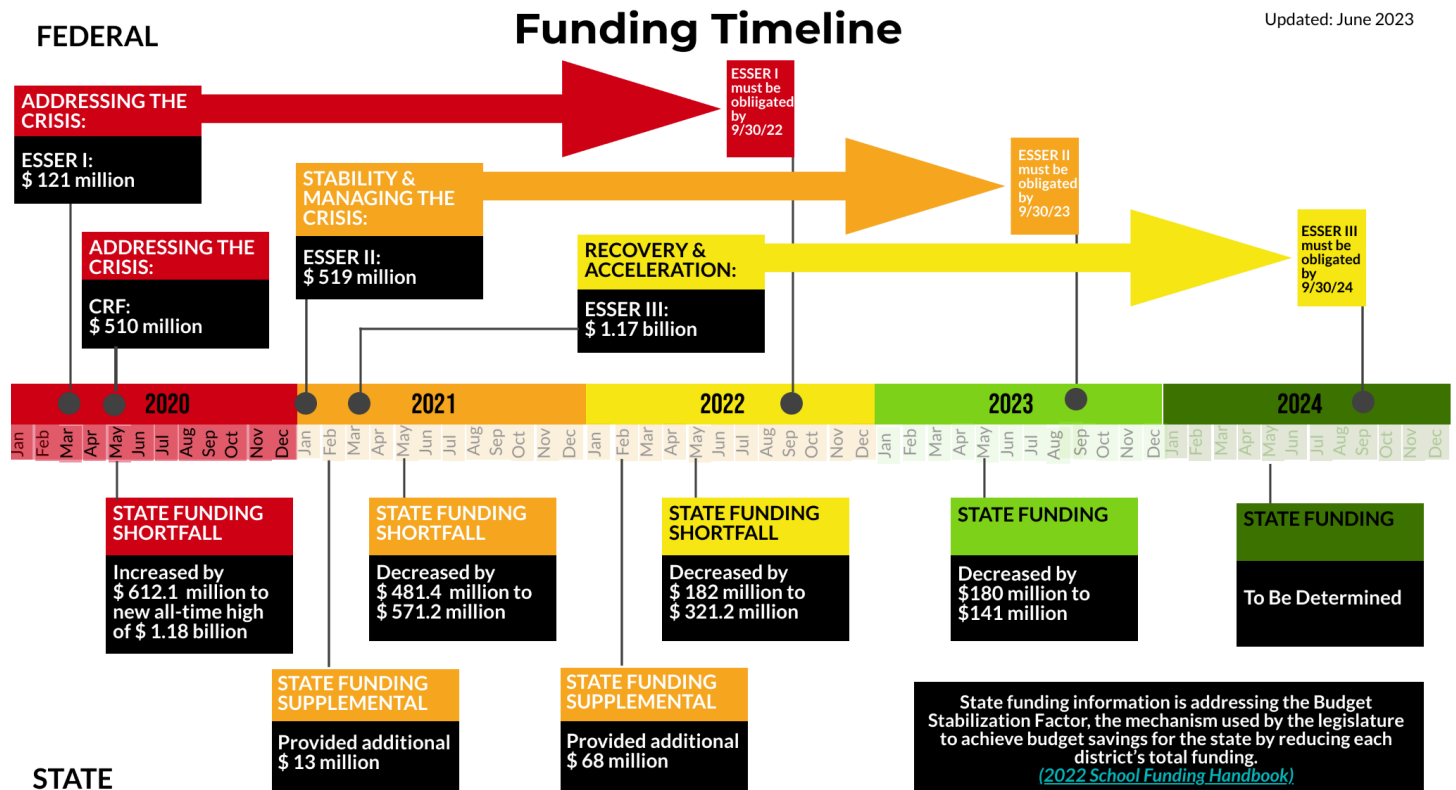 FEDERAL
Funding Timeline
Updated: June 2023
ADDRESSING THE
CRISIS:
ESSER I:
$ 121 million
ESSER I
must be
obliigated
by
9/30/22
ADDRESSING THE
CRISIS:
CRF:
$ 510 million
STABILITY &
MANAGING THE
CRISIS:
ESSER II:
$ 519 million
ESSER II
must be
obligated
by
9/30/23
RECOVERY &
ACCELERATION:
ESSER III:
$ 1.17 billion
ESSER III
must be
obligated
by
9/30/24
2020
2021
2022
2023
2024
Jan Feb Mar Apr May Jun Jul Aug Sep Oct Nov Dec
Jan Feb Mar Apr May Jun Jul Aug Sep Oct Nov Dec
Jan Feb Mar Apr May Jun Jul Aug Sep Oct Nov Dec
Jan Feb Mar Apr May Jun Jul Aug Sep Oct Nov Dec
Jan Feb Mar Apr May Jun Jul Aug Sep Oct Nov Dec
STATE FUNDING
SHORTFALL
Increased by
$ 612.1 million to
new all-time high
of $ 1.18 billion
STATE FUNDING
SHORTFALL
Decreased by
$ 481.4 million to
$ 571.2 million
STATE FUNDING
SHORTFALL
Decreased by
$ 182 million to
$ 321.2 million
STATE FUNDING
Decreased by
$180 million to
$141 million
STATE FUNDING
To Be Determined
STATE FUNDING
SUPPLEMENTAL
Provided additional
$ 13 million
STATE FUNDING
SUPPLEMENTAL
Provided additional
$ 68 million
State funding information is addressing the Budget
Stabilization Factor, the mechanism used by the legislature
to achieve budget savings for the state by reducing each
district's total funding.
(2022 School Funding Handbook)
STATE